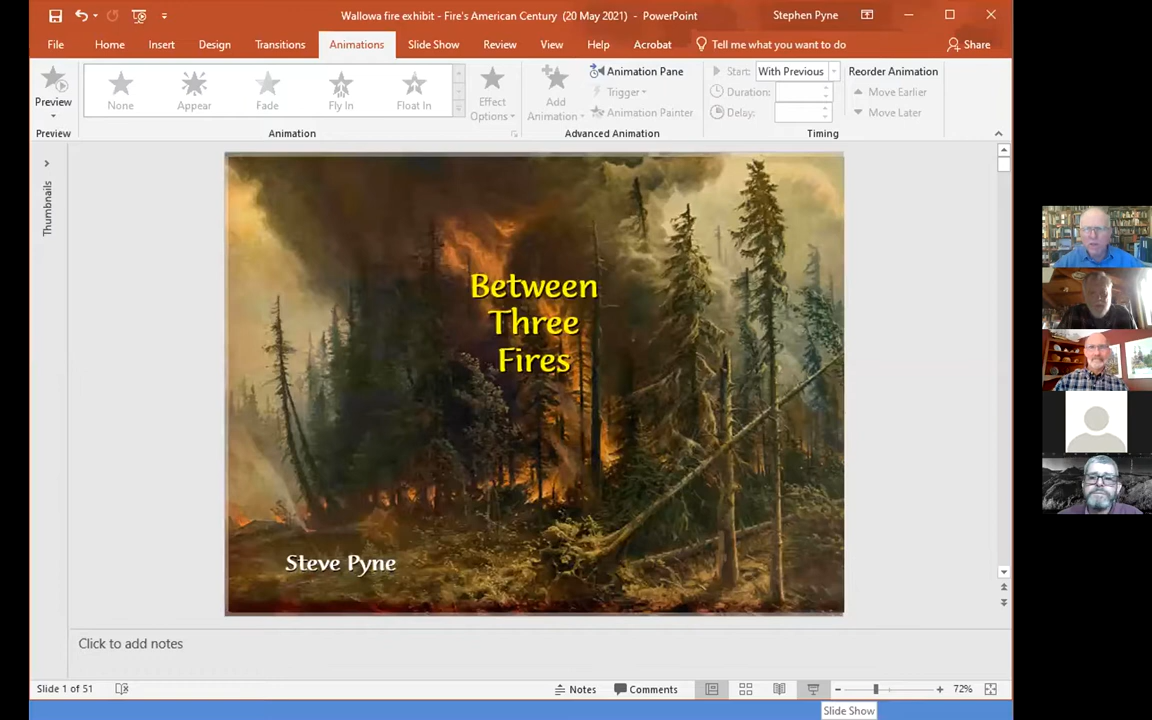 Wallowa fire exhibit - Fire's American Century (20 May 2021) - PowerPoint
Stephen Pyne
File Home Insert Design Transitions Animations Slide Show Review View Help Acrobat Tell me what you want to do Share
Preview
None
Appear
Fade
Fly In
Float In
Effect
Options
Add
Animation
Animation Pane
Trigger
Animation Painter
Start: With Previous
Duration:
Delay:
Reorder Animation
Move Earlier
Move Later
Preview
Animation
Advanced Animation
Timing
Thumbnails
Between
Three
Fires
Steve Pyne
Click to add notes
Slide 1 of 51
Notes
Comments
72%
Slide Show